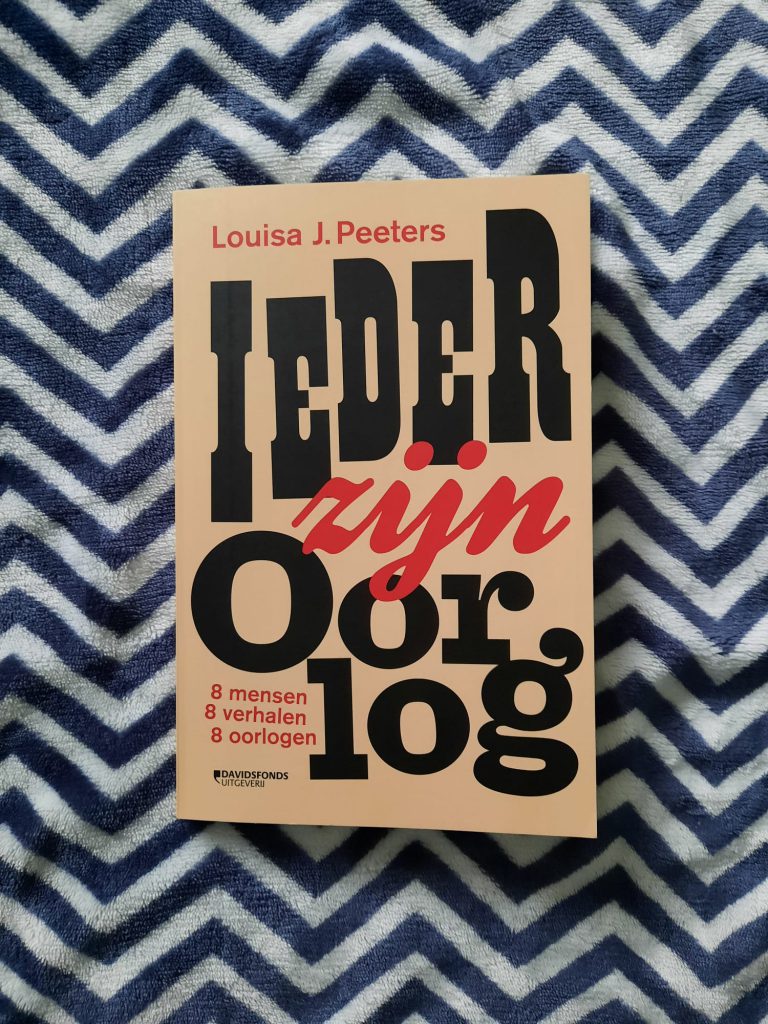 Louisa J. Peeters
IEDER
zijn
Oor
log
8 mensen
8 verhalen
8 oorlogen
DAVIDSFONDS
UITGEVERIJ